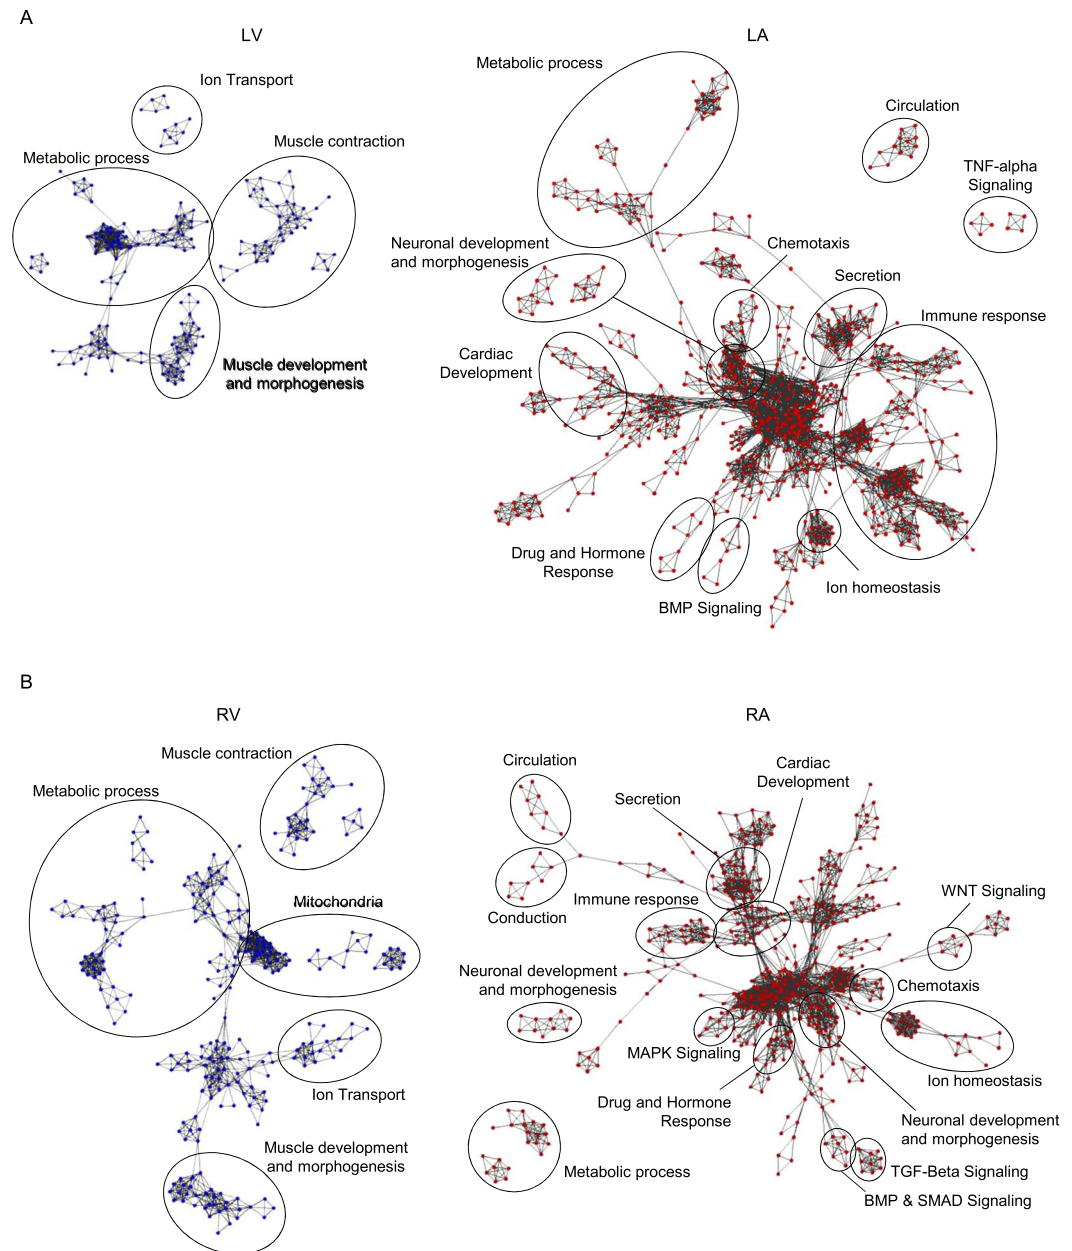 A
LV
LA
Ion Transport
Metabolic process
Muscle contraction
Muscle development
and morphogenesis
Metabolic process
Circulation
TNF-alpha
Signaling
Neuronal development
and morphogenesis
Chemotaxis
Secretion
Immune response
Cardiac
Development
Drug and Hormone
Response
BMP Signaling
Ion homeostasis
B
RV
RA
Muscle contraction
Metabolic process
Mitochondria
Ion Transport
Muscle development
and morphogenesis
Circulation
Cardiac
Development
Secretion
Immune response
Conduction
WNT Signaling
Neuronal development
and morphogenesis
Chemotaxis
MAPK Signaling
Ion homeostasis
Drug and Hormone
Response
Neuronal development
and morphogenesis
Metabolic process
TGF-Beta Signaling
BMP & SMAD Signaling